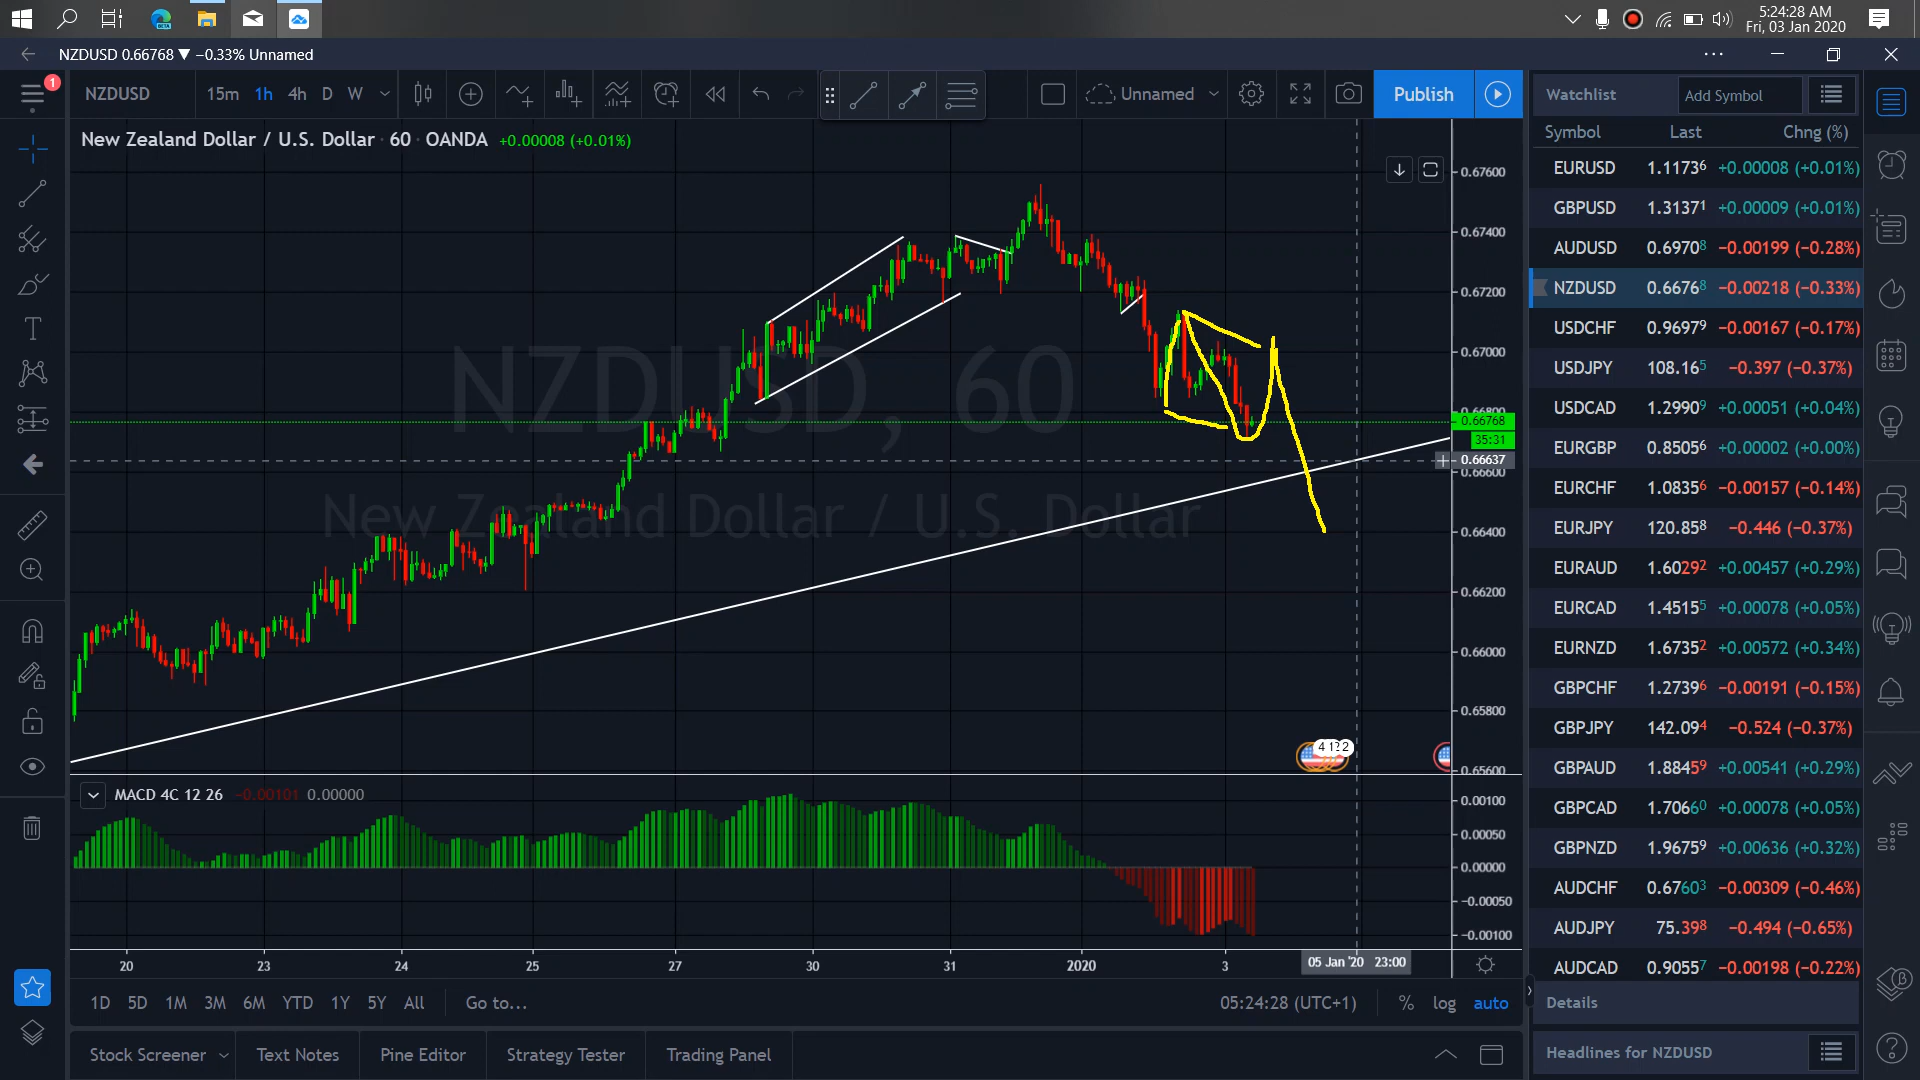 5:24:28 AM
Fri, 03 Jan 2020
NZDUSD 0.66768 ▼ −0.33% Unnamed
1
NZDUSD 15m 1h 4h D W Unnamed Publish
New Zealand Dollar / U.S. Dollar · 60 · OANDA +0.00008 (+0.01%)
NZDUSD, 60
New Zealand Dollar / U.S. Dollar
0.67600
0.67400
0.67200
0.67000
0.66800
0.66768
35:31
0.66637
0.66600
0.66400
0.66200
0.66000
0.65800
0.65600
MACD 4C 12 26 −0.00101 0.00000
0.00100
0.00050
0.00000
−0.00050
−0.00100
20 23 24 25 27 30 31 2020 3 05 Jan '20 23:00
1D 5D 1M 3M 6M YTD 1Y 5Y All Go to... 05:24:28 (UTC+1) % log auto
Stock Screener Text Notes Pine Editor Strategy Tester Trading Panel
Watchlist Add Symbol
Symbol Last Chng (%)
EURUSD 1.11736 +0.00008 (+0.01%)
GBPUSD 1.31371 +0.00009 (+0.01%)
AUDUSD 0.69708 −0.00199 (−0.28%)
NZDUSD 0.66768 −0.00218 (−0.33%)
USDCHF 0.96979 −0.00167 (−0.17%)
USDJPY 108.165 −0.397 (−0.37%)
USDCAD 1.29909 +0.00051 (+0.04%)
EURGBP 0.85056 +0.00002 (+0.00%)
EURCHF 1.08356 −0.00157 (−0.14%)
EURJPY 120.858 −0.446 (−0.37%)
EURAUD 1.60292 +0.00457 (+0.29%)
EURCAD 1.45155 +0.00078 (+0.05%)
EURNZD 1.67352 +0.00572 (+0.34%)
GBPCHF 1.27396 −0.00191 (−0.15%)
GBPJPY 142.094 −0.524 (−0.37%)
GBPAUD 1.88459 +0.00541 (+0.29%)
GBPCAD 1.70660 +0.00078 (+0.05%)
GBPNZD 1.96759 +0.00636 (+0.32%)
AUDCHF 0.67603 −0.00309 (−0.46%)
AUDJPY 75.398 −0.494 (−0.65%)
AUDCAD 0.90557 −0.00198 (−0.22%)
Details
Headlines for NZDUSD